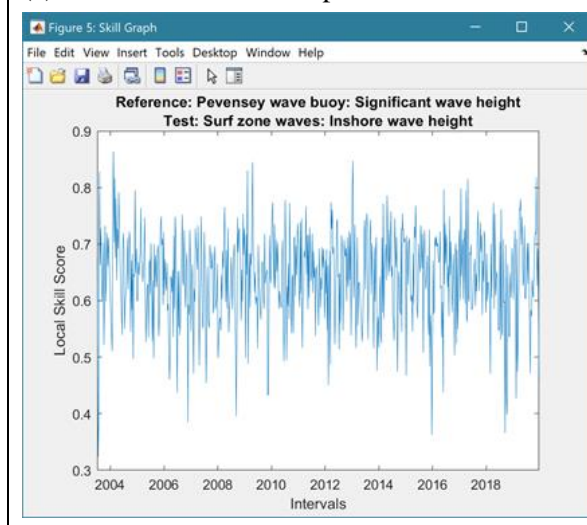 Figure 5: Skill Graph
File Edit View Insert Tools Desktop Window Help
Reference: Pevensey wave buoy: Significant wave height
Test: Surf zone waves: Inshore wave height
0.9
0.8
0.7
0.6
0.5
0.4
0.3
Local Skill Score
2004 2006 2008 2010 2012 2014 2016 2018
Intervals